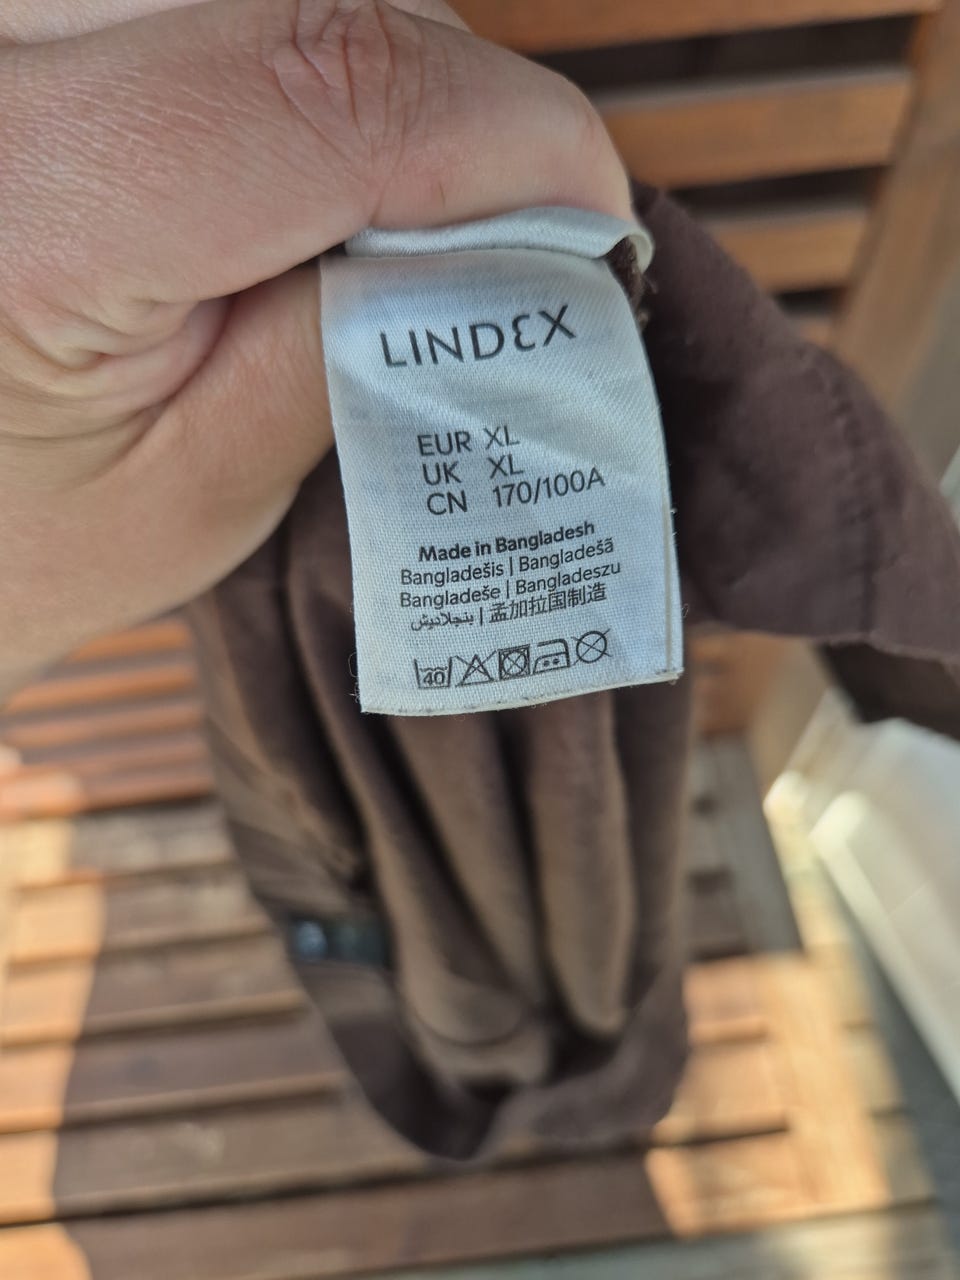 LINDEX
EUR XL
UK XL
CN 170/100A
Made in Bangladesh
Bangladešis | Bangladešā
Bangladeše | Bangladeszu
بنجلاديش | 孟加拉国制造
40